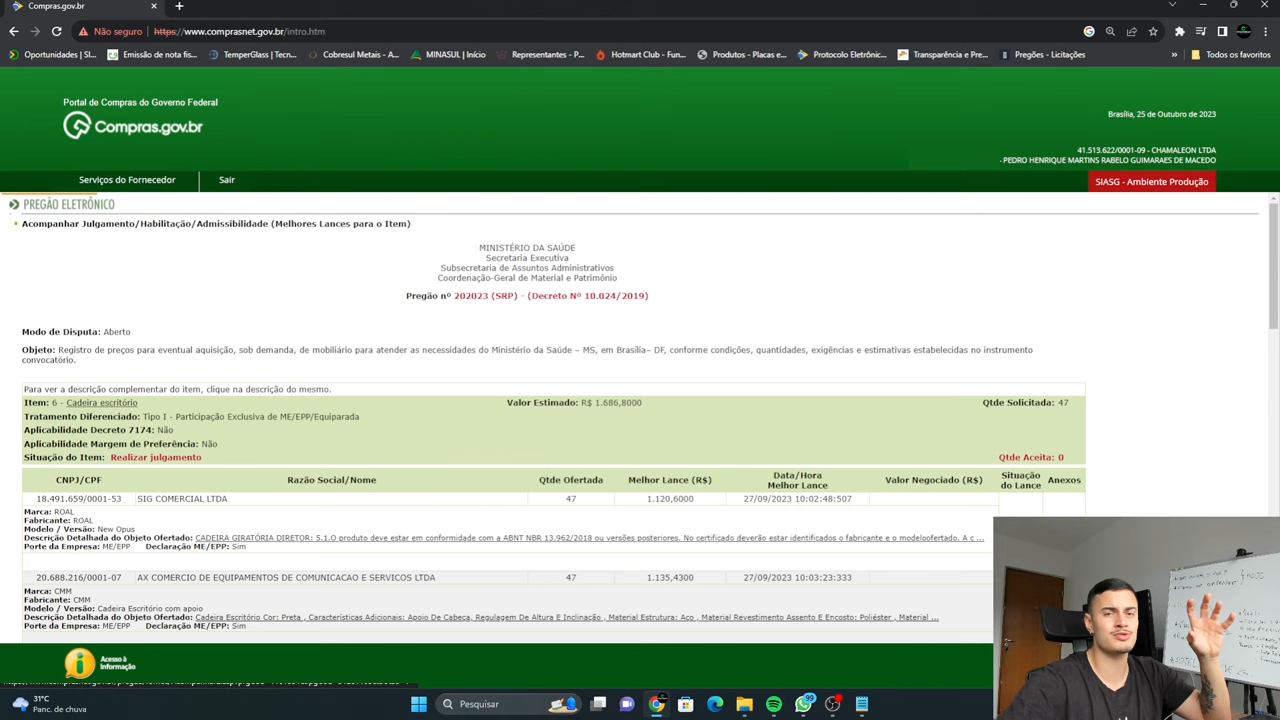 Compras.gov.br
Não seguro
https://www.comprasnet.gov.br/intro.htm
Oportunidades | SI...
Emissão de nota fis...
TemperGlass | Tecn...
Cobresul Metais - A...
MINASUL | Início
Representantes - P...
Hotmart Club - Fun...
Produtos - Placas e...
Protocolo Eletrônic...
Transparência e Pre...
Pregões - Licitações
Todos os favoritos
Portal de Compras do Governo Federal
Compras.gov.br
Brasília, 25 de Outubro de 2023
41.513.622/0001-09 - CHAMALEON LTDA
- PEDRO HENRIQUE MARTINS RABELO GUIMARAES DE MACEDO
Serviços do Fornecedor
Sair
SIASG - Ambiente Produção
PREGÃO ELETRÔNICO
Acompanhar Julgamento/Habilitação/Admissibilidade (Melhores Lances para o Item)
MINISTÉRIO DA SAÚDE
Secretaria Executiva
Subsecretaria de Assuntos Administrativos
Coordenação-Geral de Material e Patrimônio
Pregão nº 202023 (SRP) - (Decreto Nº 10.024/2019)
Modo de Disputa: Aberto
Objeto: Registro de preços para eventual aquisição, sob demanda, de mobiliário para atender as necessidades do Ministério da Saúde – MS, em Brasília– DF, conforme condições, quantidades, exigências e estimativas estabelecidas no instrumento
convocatório.
Para ver a descrição complementar do item, clique na descrição do mesmo.
Item: 6 - Cadeira escritório Valor Estimado: R$ 1.686,8000 Qtde Solicitada: 47
Tratamento Diferenciado: Tipo I - Participação Exclusiva de ME/EPP/Equiparada
Aplicabilidade Decreto 7174: Não
Aplicabilidade Margem de Preferência: Não
Situação do Item: Realizar julgamento Qtde Aceita: 0
CNPJ/CPF Razão Social/Nome Qtde Ofertada Melhor Lance (R$) Data/Hora Melhor Lance Valor Negociado (R$) Situação do Lance Anexos
18.491.659/0001-53 SIG COMERCIAL LTDA 47 1.120,6000 27/09/2023 10:02:48:507
Marca: ROAL
Fabricante: ROAL
Modelo / Versão: New Opus
Descrição Detalhada do Objeto Ofertado: CADEIRA GIRATÓRIA DIRETOR: 5.1.O produto deve estar em conformidade com a ABNT NBR 13.962/2018 ou versões posteriores. No certificado deverão estar identificados o fabricante e o modeloofertado. A c ...
Porte da Empresa: ME/EPP Declaração ME/EPP: Sim
20.688.216/0001-07 AX COMERCIO DE EQUIPAMENTOS DE COMUNICACAO E SERVICOS LTDA 47 1.135,4300 27/09/2023 10:03:23:333
Marca: CMM
Fabricante: CMM
Modelo / Versão: Cadeira Escritório com apoio
Descrição Detalhada do Objeto Ofertado: Cadeira Escritório Cor: Preta , Características Adicionais: Apoio De Cabeça, Regulagem De Altura E Inclinação , Material Estrutura: Aço , Material Revestimento Assento E Encosto: Poliéster , Material ...
Porte da Empresa: ME/EPP Declaração ME/EPP: Sim
Acesso à
Informação
31°C
Panc. de chuva
Pesquisar
99